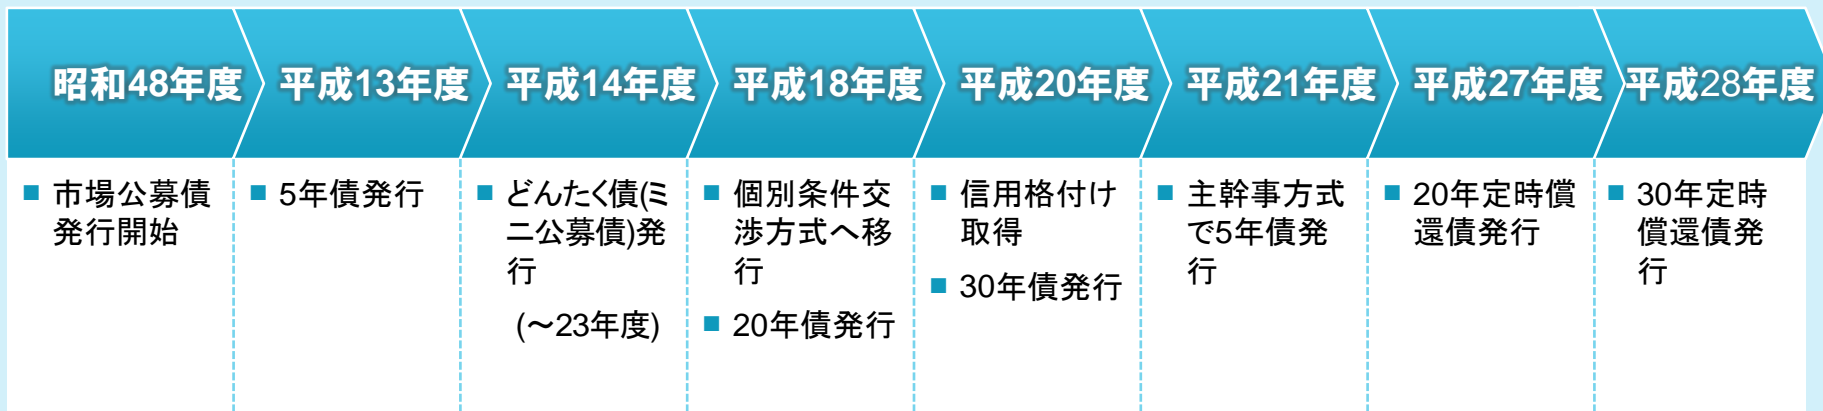 昭和48年度
平成13年度
平成14年度
平成18年度
平成20年度
平成21年度
平成27年度
平成28年度
■ 市場公募債
発行開始
■ 5年債発行
■ どんたく債(ミ
ニ公募債)発
行
(～23年度)
■ 個別条件交
渉方式へ移
行
■ 20年債発行
■ 信用格付け
取得
■ 30年債発行
■ 主幹事方式
で5年債発
行
■ 20年定時償
還債発行
■ 30年定時
償還債発
行